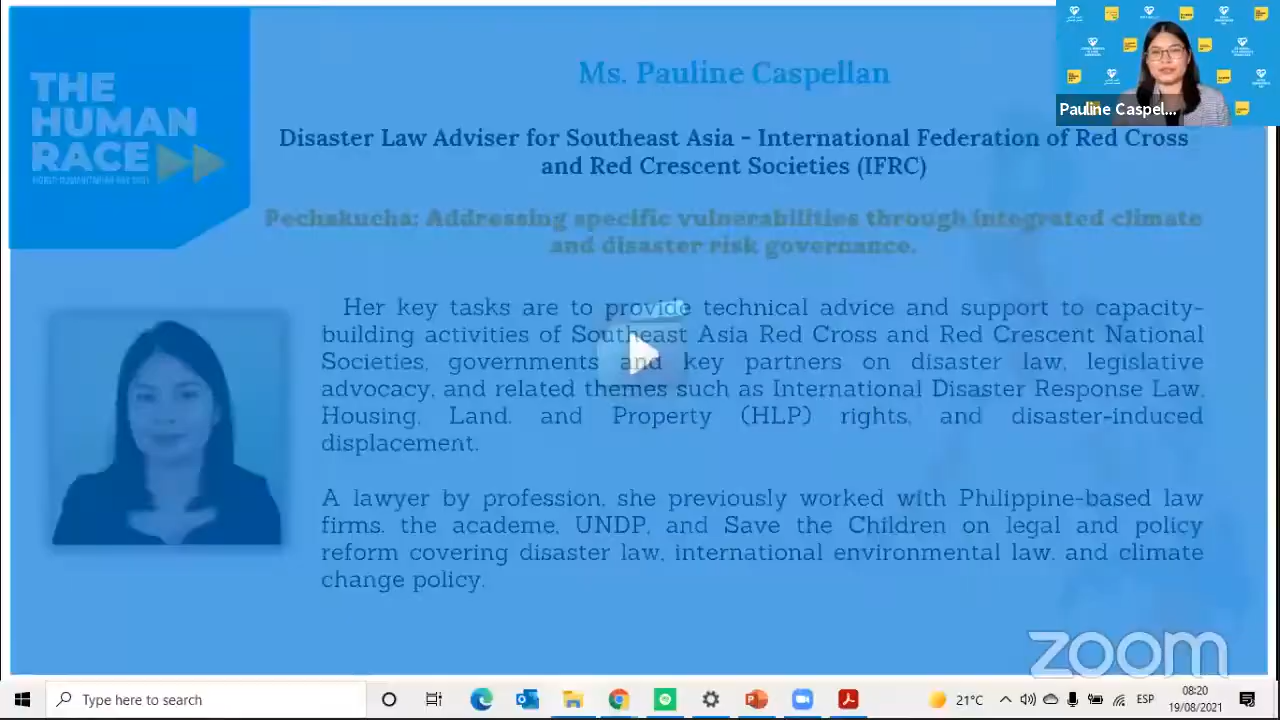 THE
HUMAN
RACE
WORLD HUMANITARIAN DAY 2021
Ms. Pauline Caspellan
Disaster Law Adviser for Southeast Asia - International Federation of Red Cross
and Red Crescent Societies (IFRC)
Pechakucha: Addressing specific vulnerabilities through integrated climate
and disaster risk governance.
Her key tasks are to provide technical advice and support to capacity-
building activities of Southeast Asia Red Cross and Red Crescent National
Societies, governments and key partners on disaster law, legislative
advocacy, and related themes such as International Disaster Response Law,
Housing, Land, and Property (HLP) rights, and disaster-induced
displacement.
A lawyer by profession, she previously worked with Philippine-based law
firms, the academe, UNDP, and Save the Children on legal and policy
reform covering disaster law, international environmental law, and climate
change policy.
Pauline Caspel...
zoom
Type here to search
21°C
ESP
08:20
19/08/2021